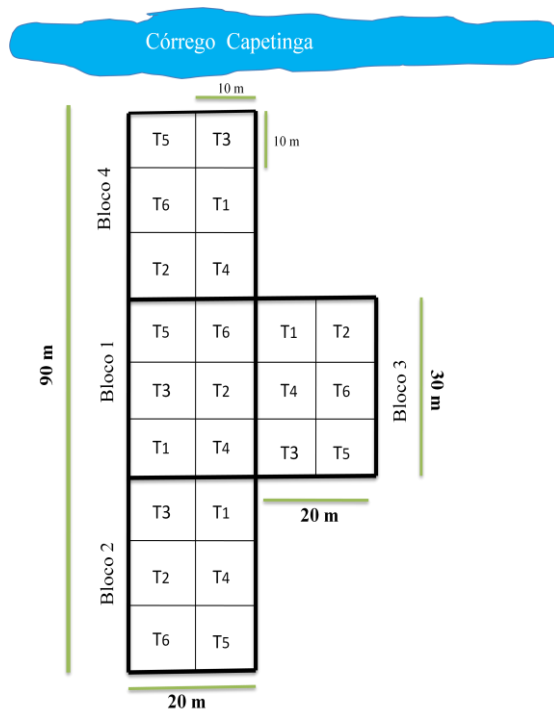 Córrego Capetinga
10 m
10 m
T5 T3
T6 T1
T2 T4
Bloco 4
T5 T6 T1 T2
T3 T2 T4 T6
T1 T4 T3 T5
Bloco 1
Bloco 3
90 m
30 m
20 m
T3 T1
T2 T4
T6 T5
Bloco 2
20 m